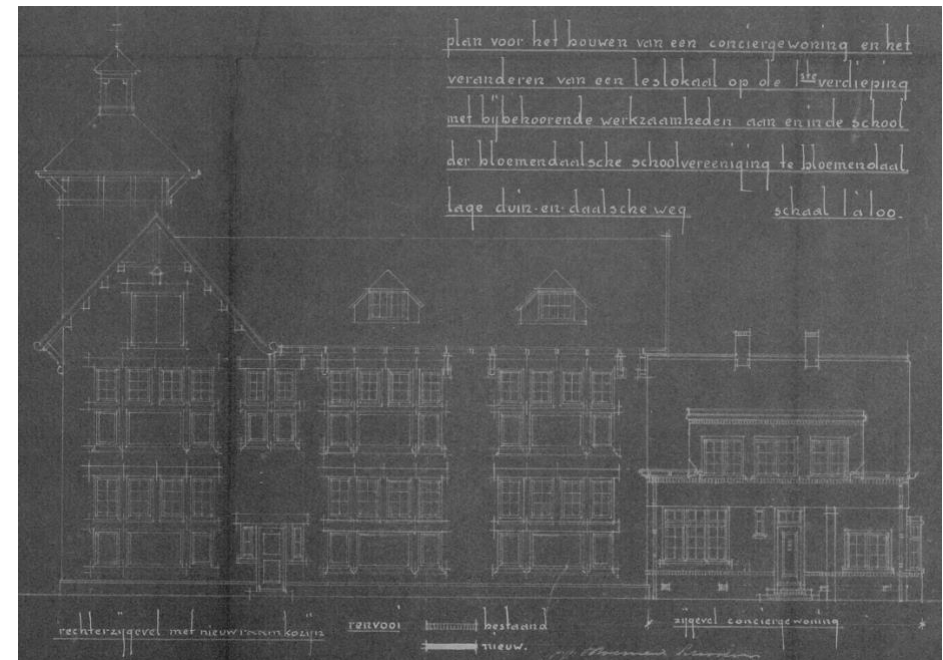 plan voor het bouwen van een conciergewoning en het
veranderen van een leslokaal op de 1ste verdieping
met bijbehoorende werkzaamheden aan en in de school
der bloemendaalsche schoolvereeniging te bloemendaal
lage duin-en-daalsche weg. schaal 1 à 100.
rechterzijgevel met nieuw raamkozijn
renvooi
bestaand
nieuw.
zijgevel conciergewoning